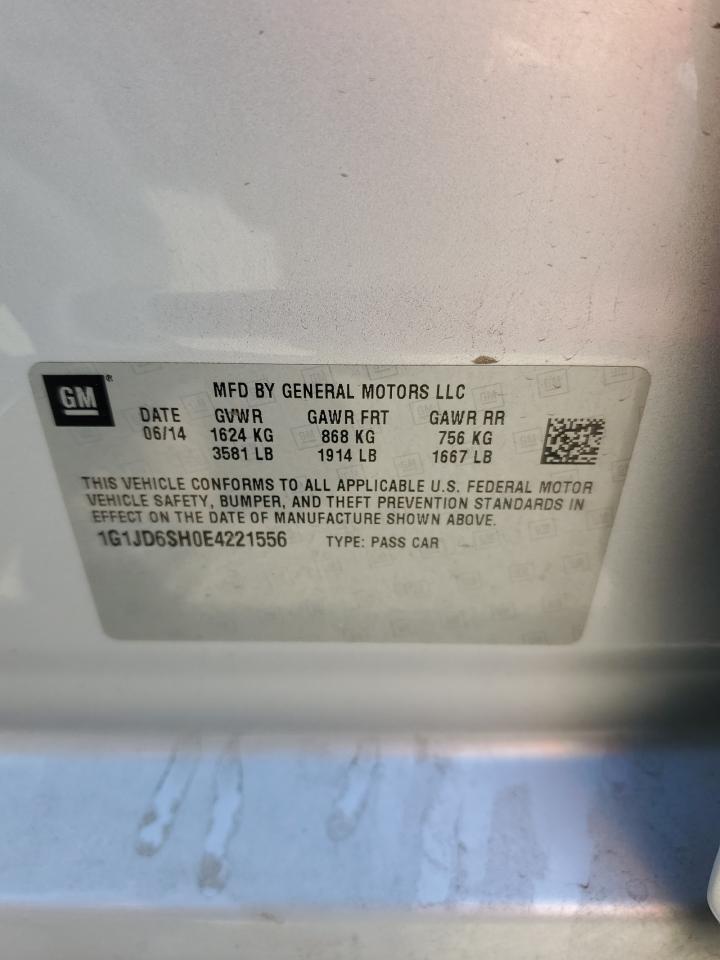 GM ® MFD BY GENERAL MOTORS LLC
DATE GVWR GAWR FRT GAWR RR
06/14 1624 KG 868 KG 756 KG
3581 LB 1914 LB 1667 LB
THIS VEHICLE CONFORMS TO ALL APPLICABLE U.S. FEDERAL MOTOR
VEHICLE SAFETY, BUMPER, AND THEFT PREVENTION STANDARDS IN
EFFECT ON THE DATE OF MANUFACTURE SHOWN ABOVE.
1G1JD6SH0E4221556 TYPE: PASS CAR